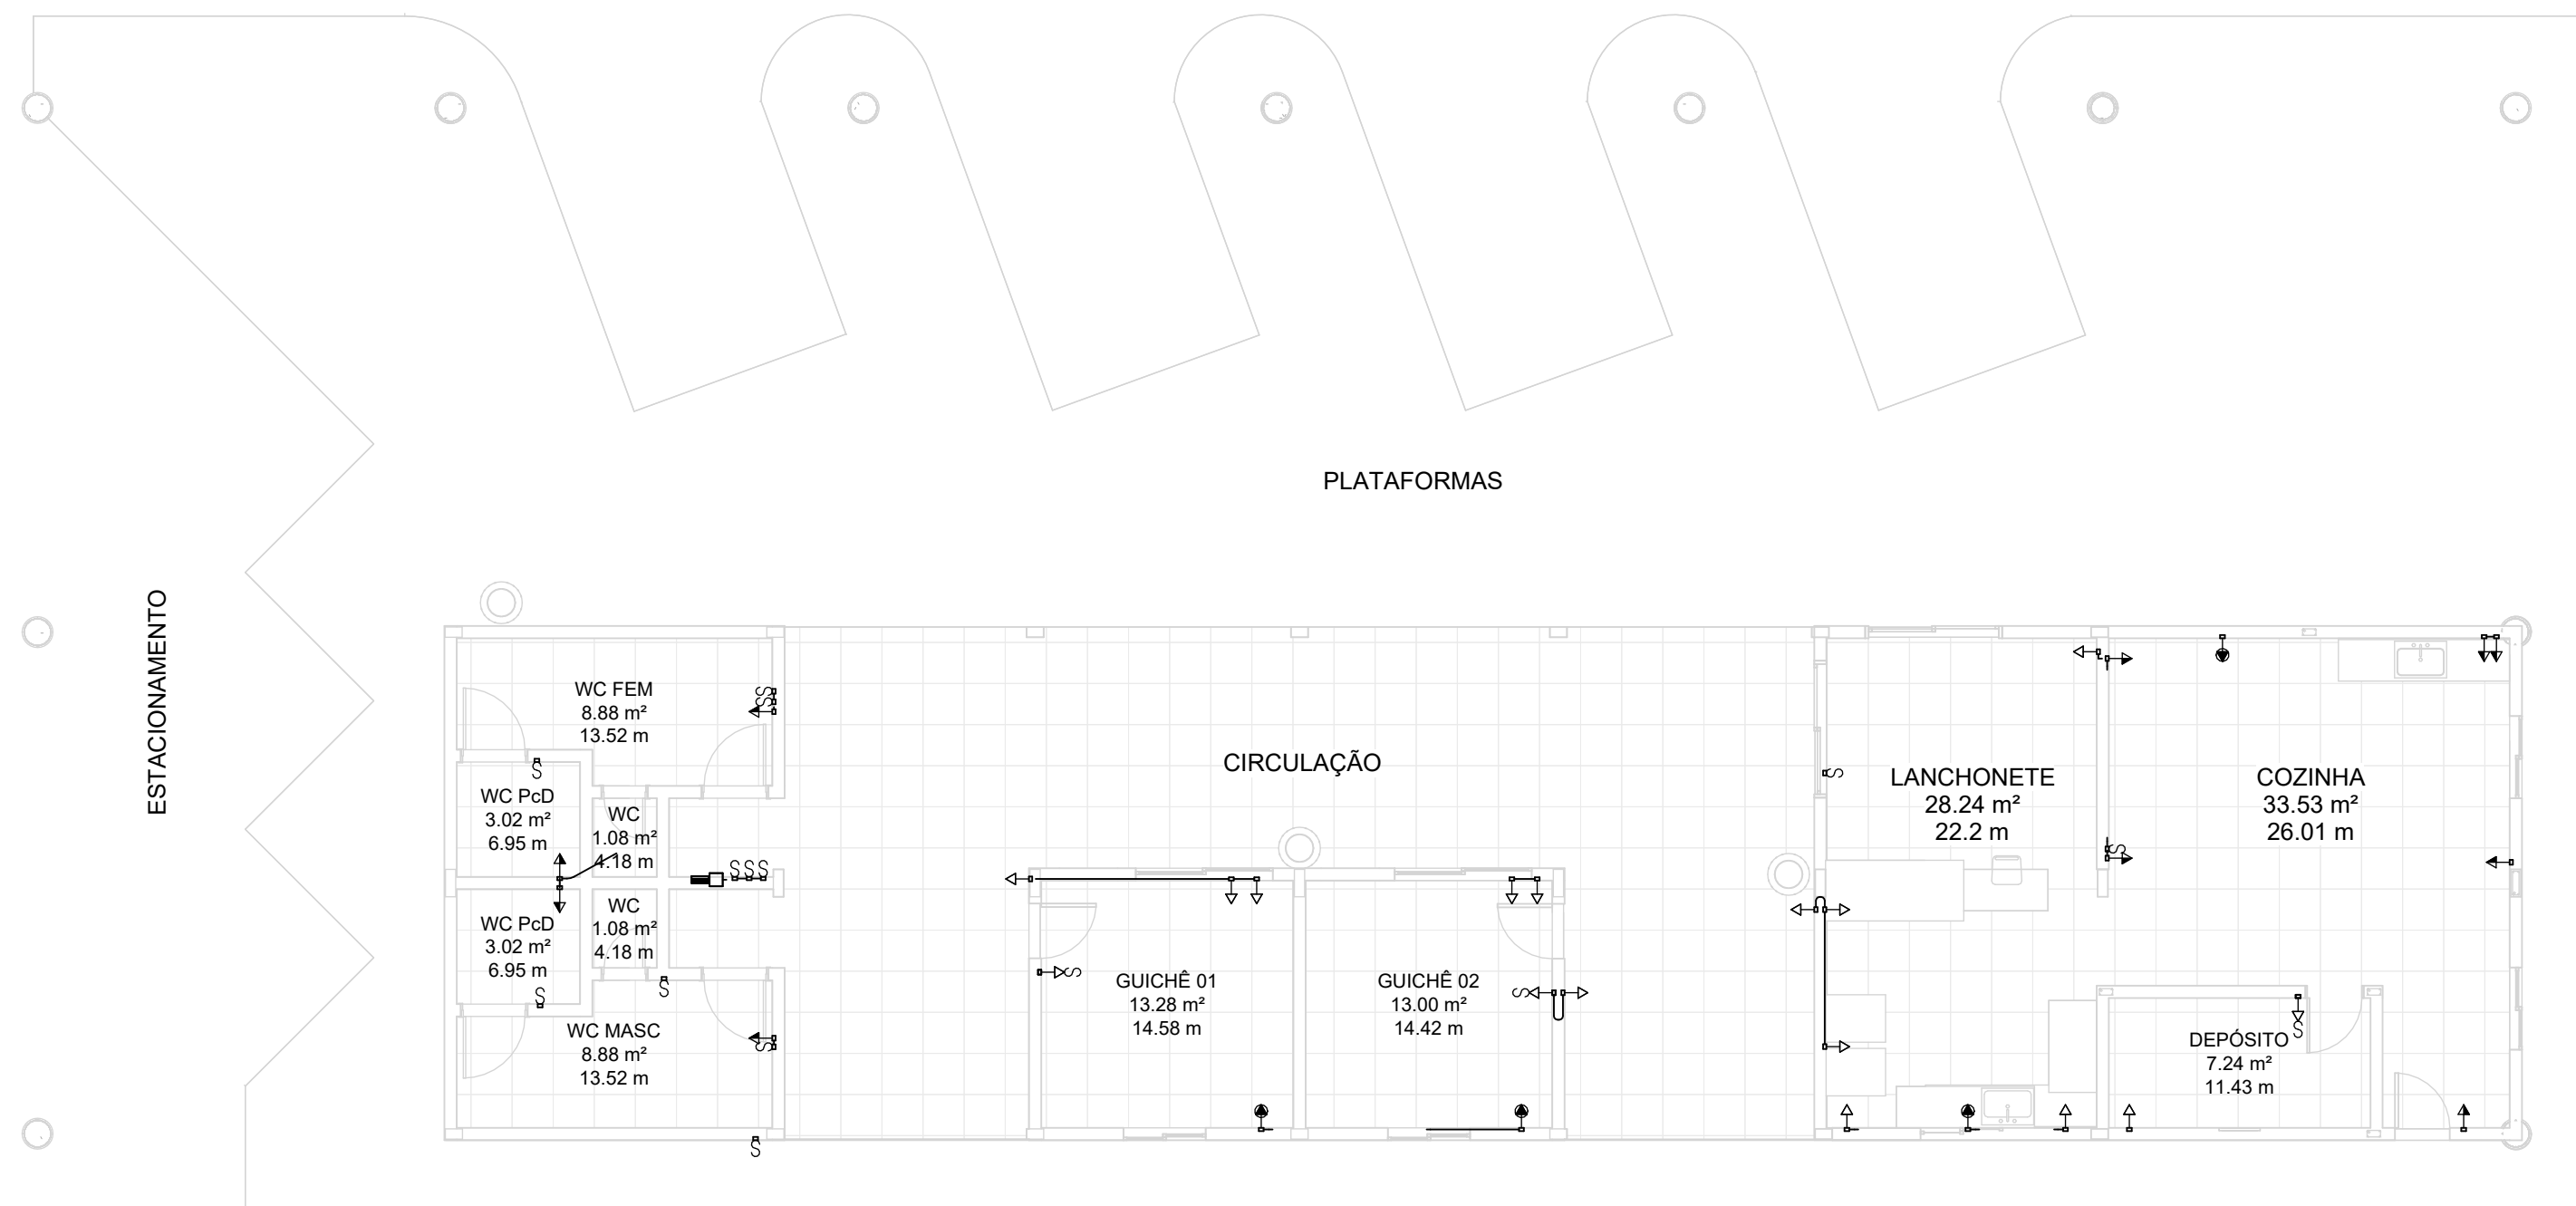 PLATAFORMAS
ESTACIONAMENTO
WC FEM
8.88 m²
13.52 m
WC PcD
3.02 m²
6.95 m
WC
1.08 m²
4.18 m
S
S
S
S
S S S
WC PcD
3.02 m²
6.95 m
WC
1.08 m²
4.18 m
S
S
WC MASC
8.88 m²
13.52 m
S
S
CIRCULAÇÃO
GUICHÊ 01
13.28 m²
14.58 m
S
GUICHÊ 02
13.00 m²
14.42 m
S
LANCHONETE
28.24 m²
22.2 m
S
COZINHA
33.53 m²
26.01 m
S
DEPÓSITO
7.24 m²
11.43 m
S